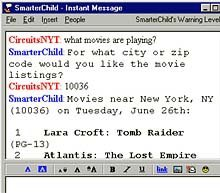 SmarterChild - Instant Message
File Edit Insert People SmarterChild's Warning Level
CircuitsNYT: what movies are playing?
SmarterChild: For what city or zip
code would you like the movie
listings?
CircuitsNYT: 10036
SmarterChild: Movies near New York, NY
(10036) on Tuesday, June 26th:
1 Lara Croft: Tomb Raider
(PG-13)
2 Atlantis: The Lost Empire
A A A A A B I U link